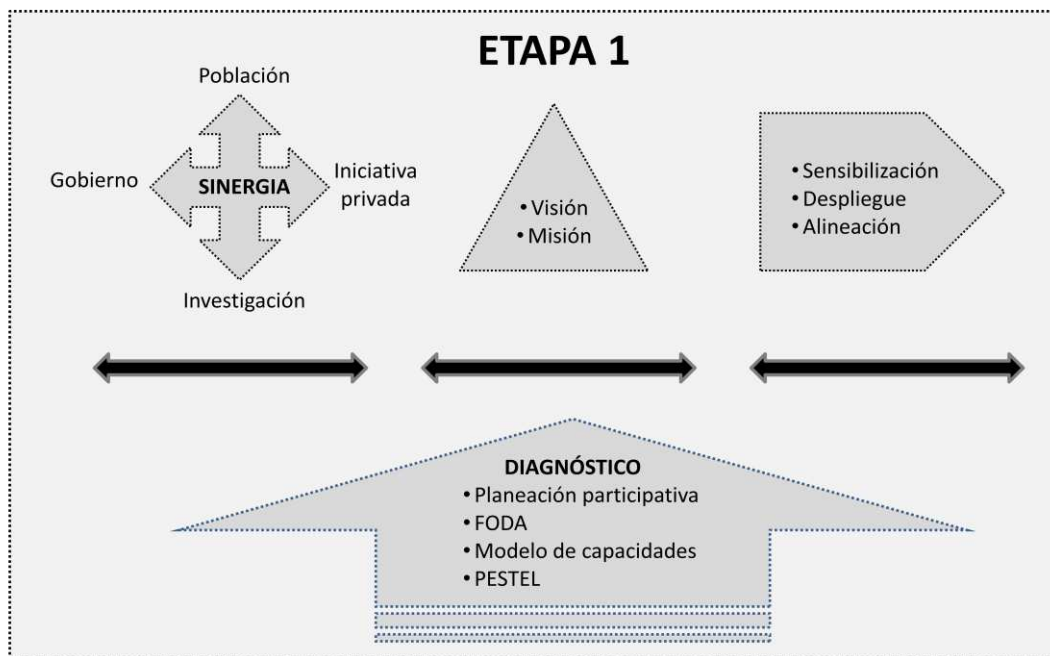 ETAPA 1
Población
Gobierno
SINERGIA
Iniciativa
privada
Investigación
• Visión
• Misión
• Sensibilización
• Despliegue
• Alineación
DIAGNÓSTICO
• Planeación participativa
• FODA
• Modelo de capacidades
• PESTEL